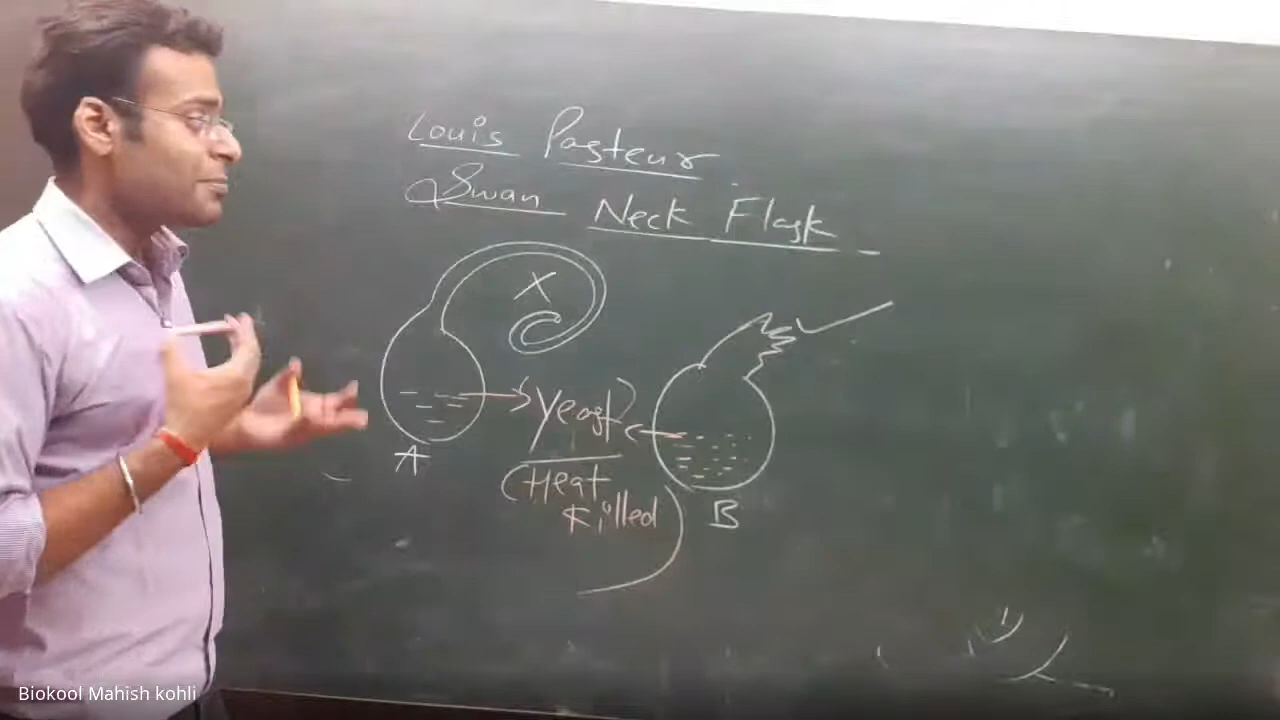 Louis Pasteur
Swan Neck Flask
X
Yeast
(Heat
Killed)
A
B
Biokool Mahish kohli